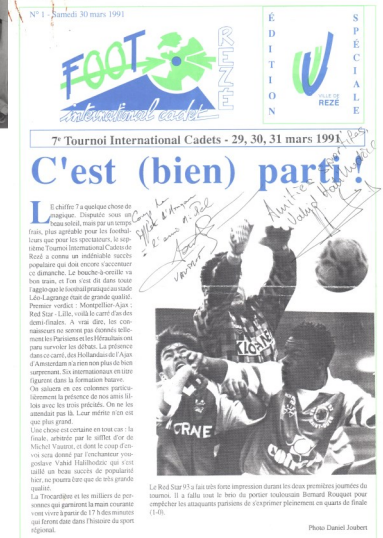 N° 1 - Samedi 30 mars 1991
FOOT
REZÉ
international cadet
ÉDITION
SPÉCIALE
VILLE DE
REZÉ
7e Tournoi International Cadets - 29, 30, 31 mars 1991
C'est (bien) parti !
LE chiffre 7 a quelque chose de
magique. Disputée sous un
beau soleil, mais par un temps
frais, plus agréable pour les football-
leurs que pour les spectateurs, le sep-
tième Tournoi International Cadets de
Rezé a connu un indéniable succès
populaire qui doit encore s'accentuer
ce dimanche. Le bouche-à-oreille va
bon train, et l'on s'est dit dans toute
l'agglo que le football pratiqué au stade
Léo-Lagrange était de grande qualité.
Premier verdict : Montpellier-Ajax ;
Red Star - Lille, voilà le carré d'as des
demi-finales. A vrai dire, les con-
naisseurs ne seront pas étonnés telle-
ment les Parisiens et les Héraultais ont
paru survoler les débats. La présence
dans ce carré, des Hollandais de l'Ajax
d'Amsterdam n'a rien non plus de bien
surprenant. Six internationaux en titre
figurent dans la formation batave.
On saluera en ces colonnes particu-
lièrement la présence de nos amis lil-
lois avec les trois précités. On ne les
attendait pas là. Leur mérite n'en est
que plus grand.
Une chose est certaine en tout cas : la
finale, arbitrée par le sifflet d'or de
Michel Vautrot, et dont le coup d'en-
voi sera donné par l'enchanteur you-
goslave Vahid Halilhodzic qui s'est
taillé un beau succès de popularité
hier, ne pourra être que de très grande
qualité.
La Trocardière et les milliers de per-
sonnes qui garniront la main courante
vont vivre à partir de 17 h des minutes
qui feront date dans l'histoire du sport
régional.
Amitiés sportives
Vahid Halilhodzic
Le Red Star 93 a fait très forte impression durant les deux premières journées du
tournoi. Il a fallu tout le brio du portier toulousain Bernard Rouquet pour
empêcher les attaquants parisiens de s'exprimer pleinement en quarts de finale
(1-0).
Photo Daniel Joubert